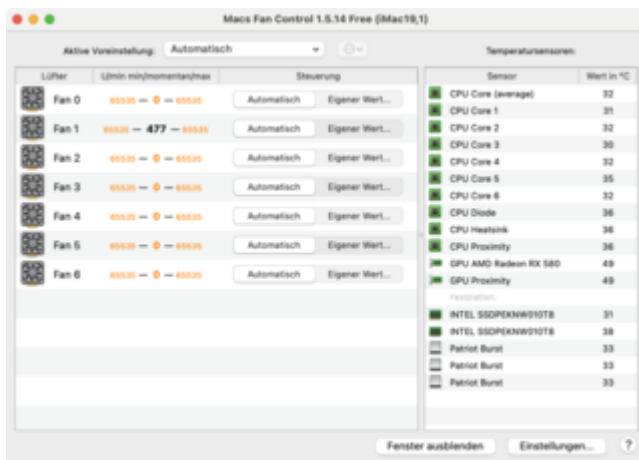 Macs Fan Control 1.5.14 Free (iMac19,1)
Aktive Voreinstellung: Automatisch
Temperatursensoren:
Lüfter U/min min/momentan/max Steuerung
Fan 0 65535 — 0 — 65535 Automatisch Eigener Wert...
Fan 1 65535 — 477 — 65535 Automatisch Eigener Wert...
Fan 2 65535 — 0 — 65535 Automatisch Eigener Wert...
Fan 3 65535 — 0 — 65535 Automatisch Eigener Wert...
Fan 4 65535 — 0 — 65535 Automatisch Eigener Wert...
Fan 5 65535 — 0 — 65535 Automatisch Eigener Wert...
Fan 6 65535 — 0 — 65535 Automatisch Eigener Wert...
Sensor Wert in °C
CPU Core (average) 32
CPU Core 1 31
CPU Core 2 32
CPU Core 3 30
CPU Core 4 32
CPU Core 5 35
CPU Core 6 32
CPU Diode 36
CPU Heatsink 36
CPU Proximity 36
GPU AMD Radeon RX 580 49
GPU Proximity 49
Festplatten:
INTEL SSDPEKNW010T8 31
INTEL SSDPEKNW010T8 38
Patriot Burst 33
Patriot Burst 33
Patriot Burst 33
Fenster ausblenden Einstellungen... ?